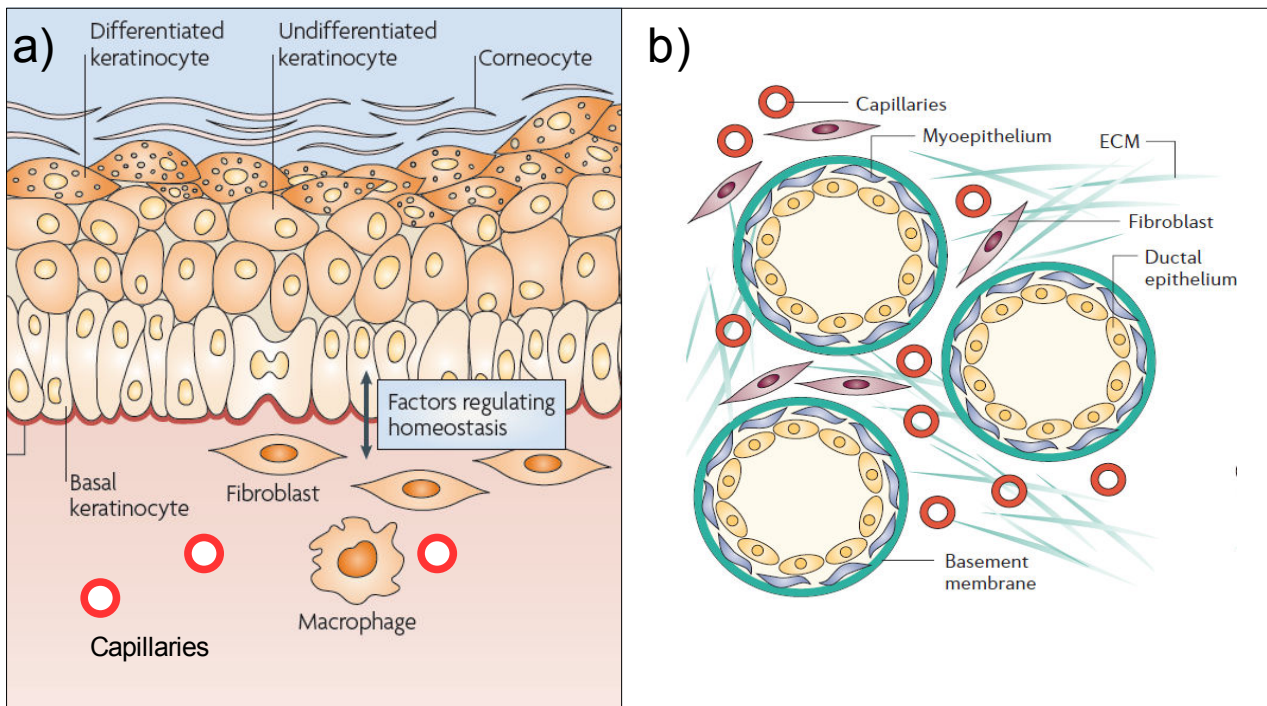 a)
Differentiated
keratinocyte
Undifferentiated
keratinocyte
Corneocyte
Factors regulating
homeostasis
Basal
keratinocyte
Fibroblast
Macrophage
Capillaries
b)
Capillaries
Myoepithelium
ECM
Fibroblast
Ductal
epithelium
Basement
membrane